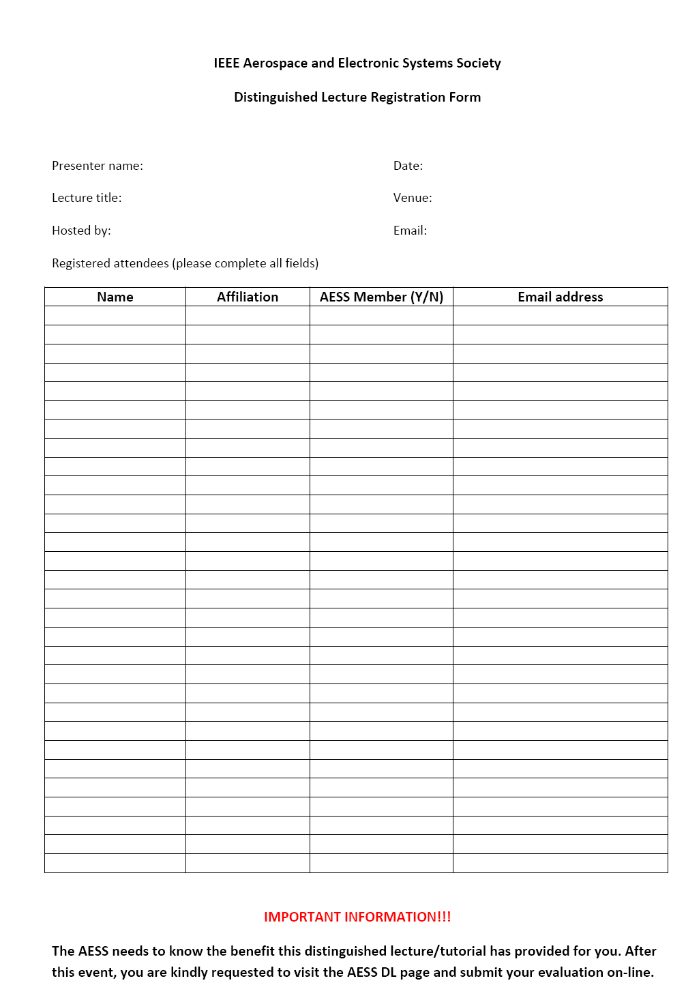 IEEE Aerospace and Electronic Systems Society
Distinguished Lecture Registration Form
Presenter name: Date:
Lecture title: Venue:
Hosted by: Email:
Registered attendees (please complete all fields)
Name Affiliation AESS Member (Y/N) Email address
IMPORTANT INFORMATION!!!
The AESS needs to know the benefit this distinguished lecture/tutorial has provided for you. After
this event, you are kindly requested to visit the AESS DL page and submit your evaluation on-line.